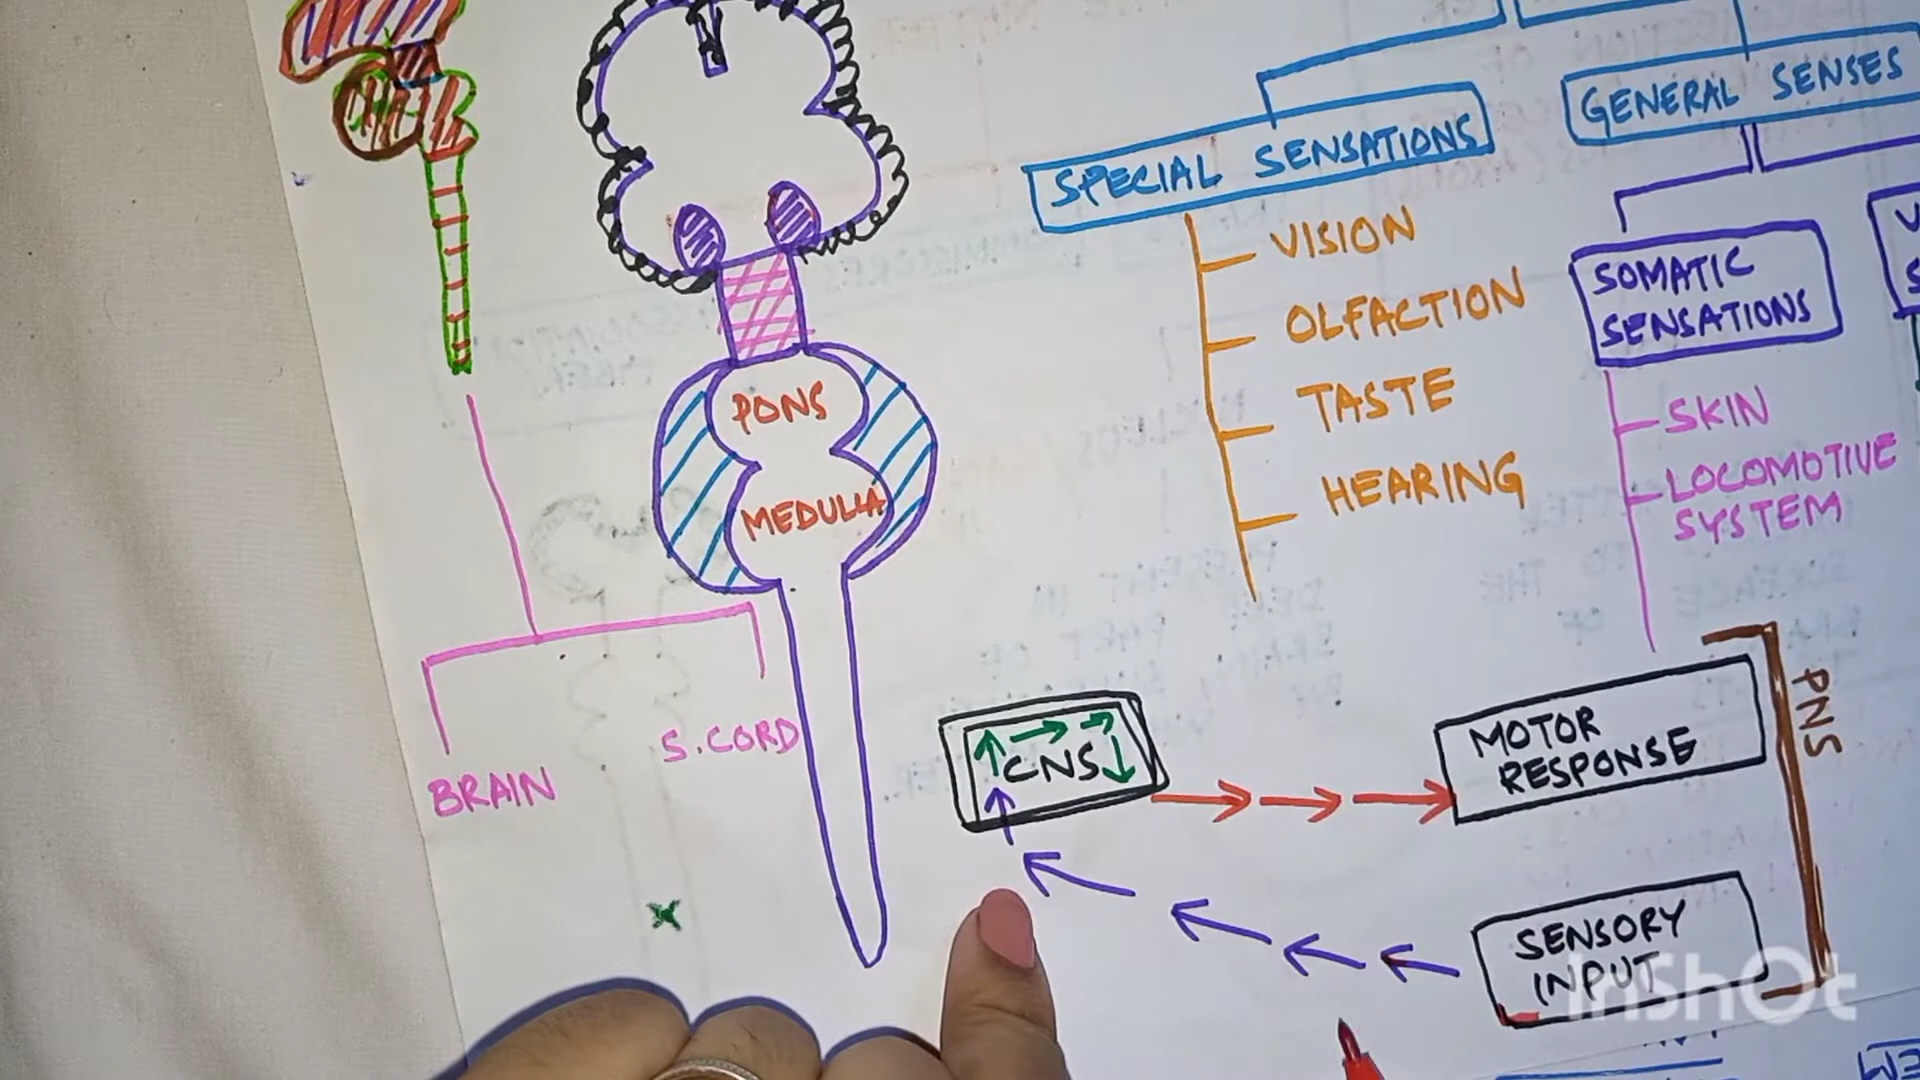 GENERAL SENSES
SPECIAL SENSATIONS
VISION
OLFACTION
TASTE
HEARING
SOMATIC
SENSATIONS
SKIN
LOCOMOTIVE
SYSTEM
PONS
MEDULLA
BRAIN
S. CORD
CNS
MOTOR
RESPONSE
PNS
SENSORY
INPUT
InShOt